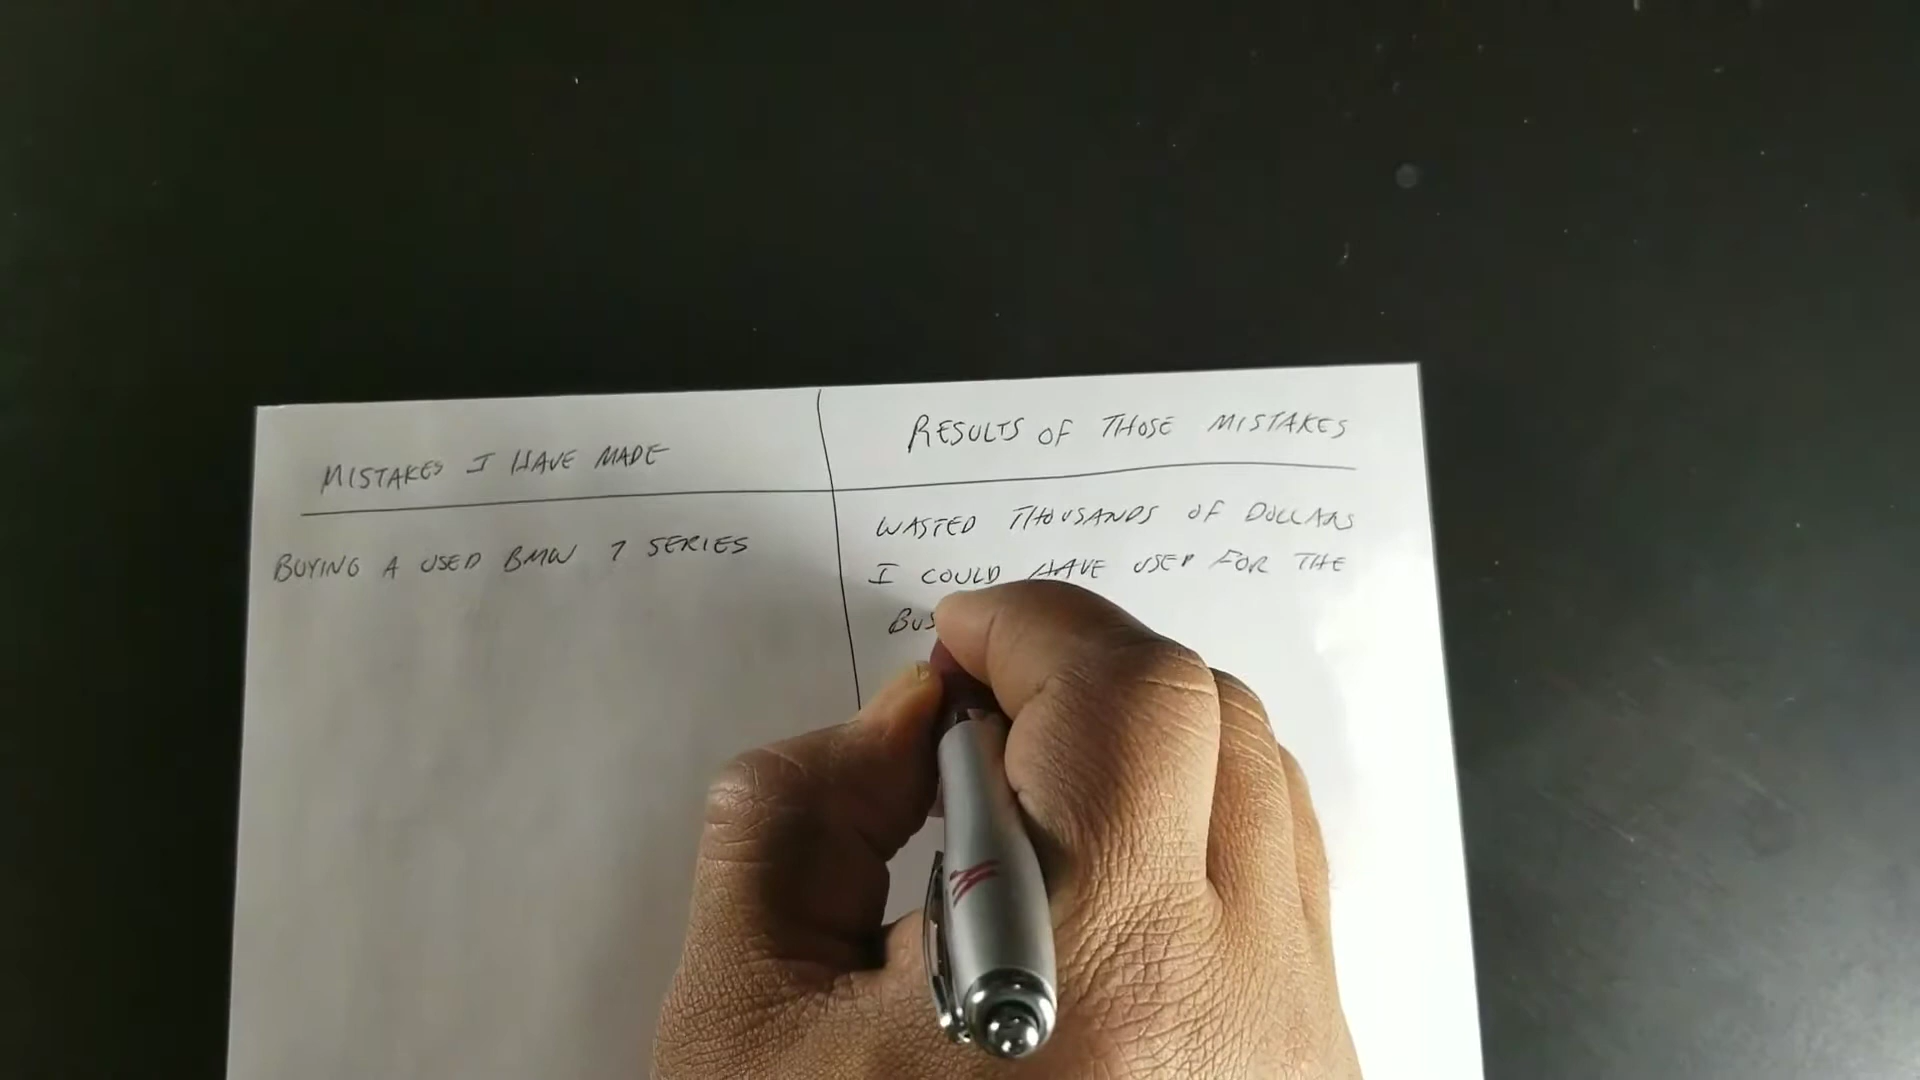 MISTAKES I HAVE MADE
BUYING A USED BMW 7 SERIES
RESULTS OF THOSE MISTAKES
WASTED THOUSANDS OF DOLLARS
I COULD HAVE USED FOR THE
BUS